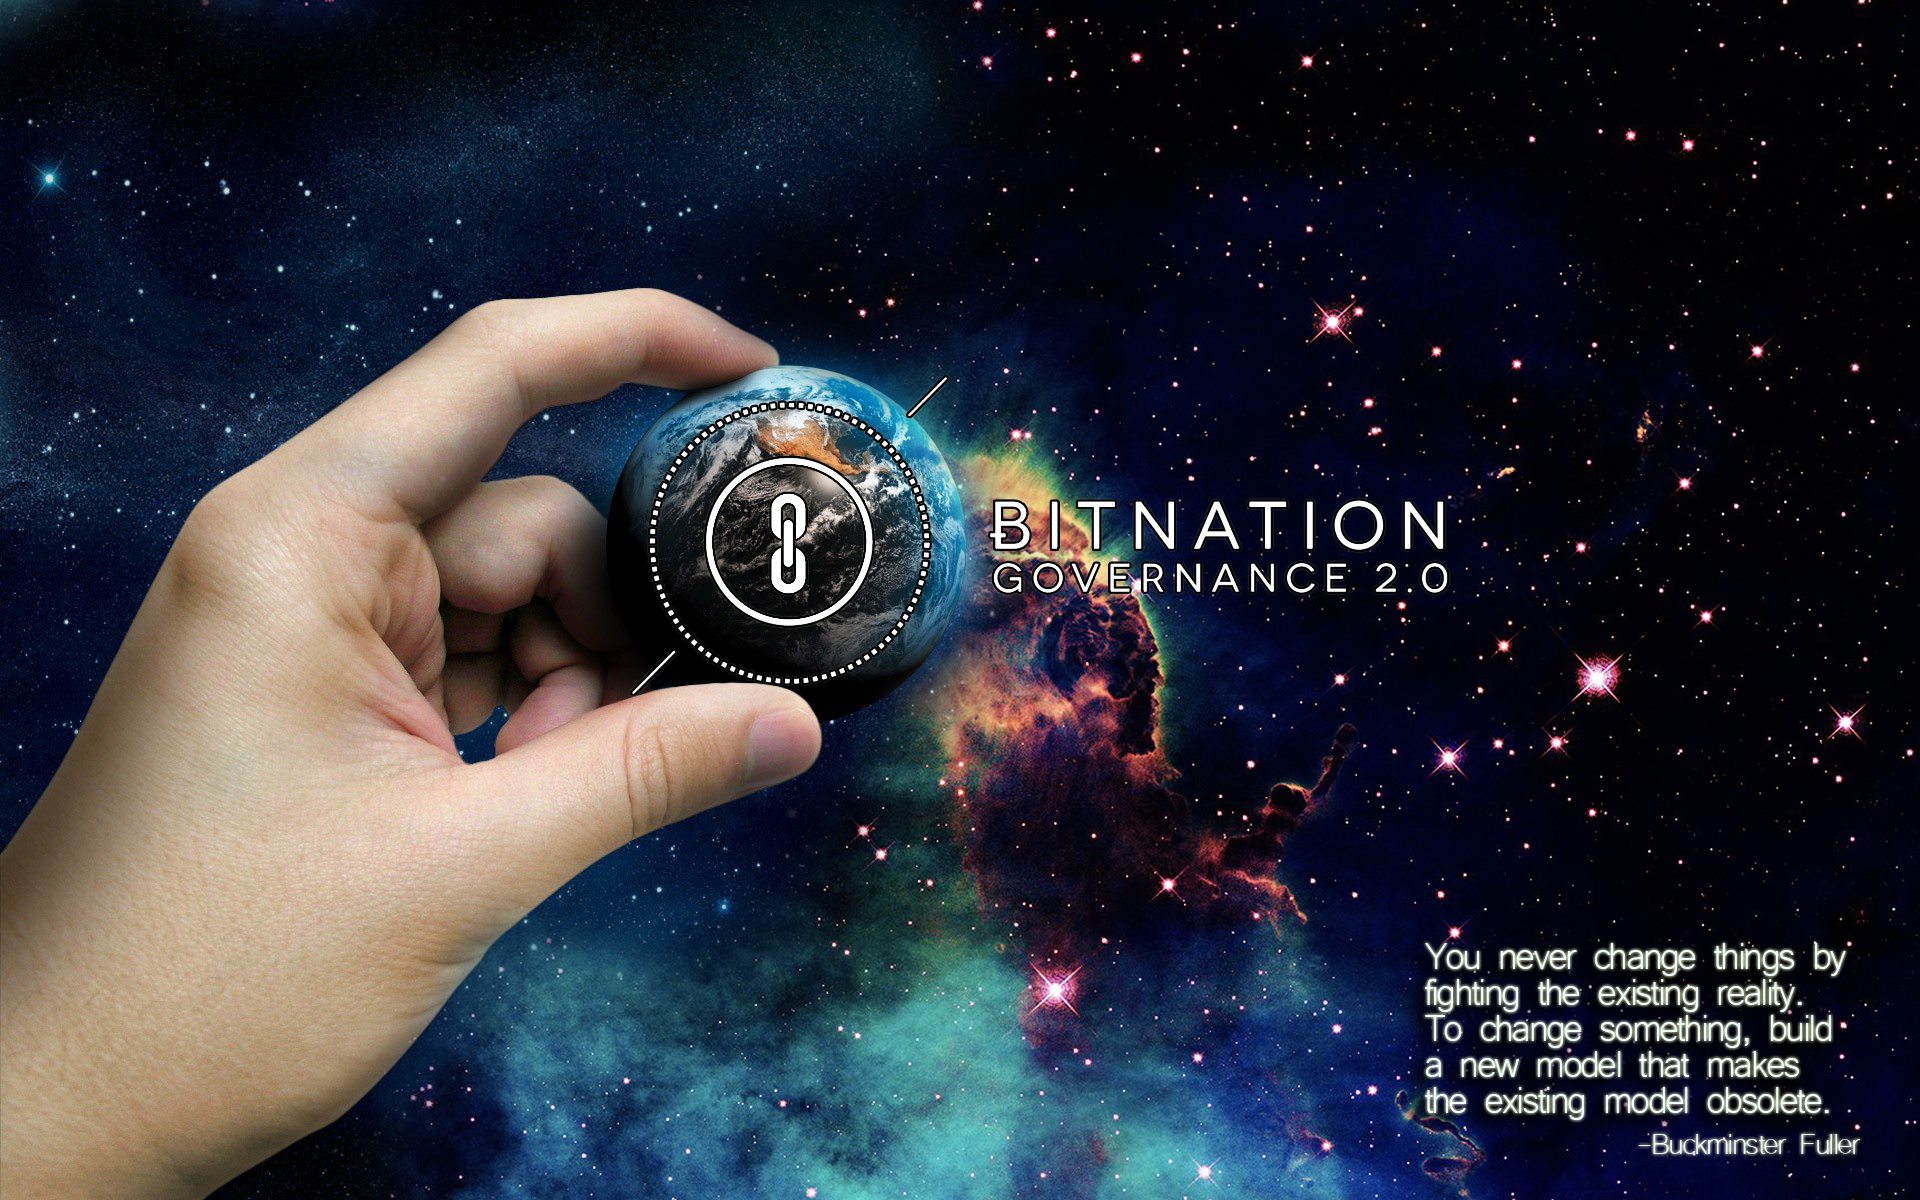 BITNATION
GOVERNANCE 2.0
You never change things by
fighting the existing reality.
To change something, build
a new model that makes
the existing model obsolete.
-Buckminster Fuller